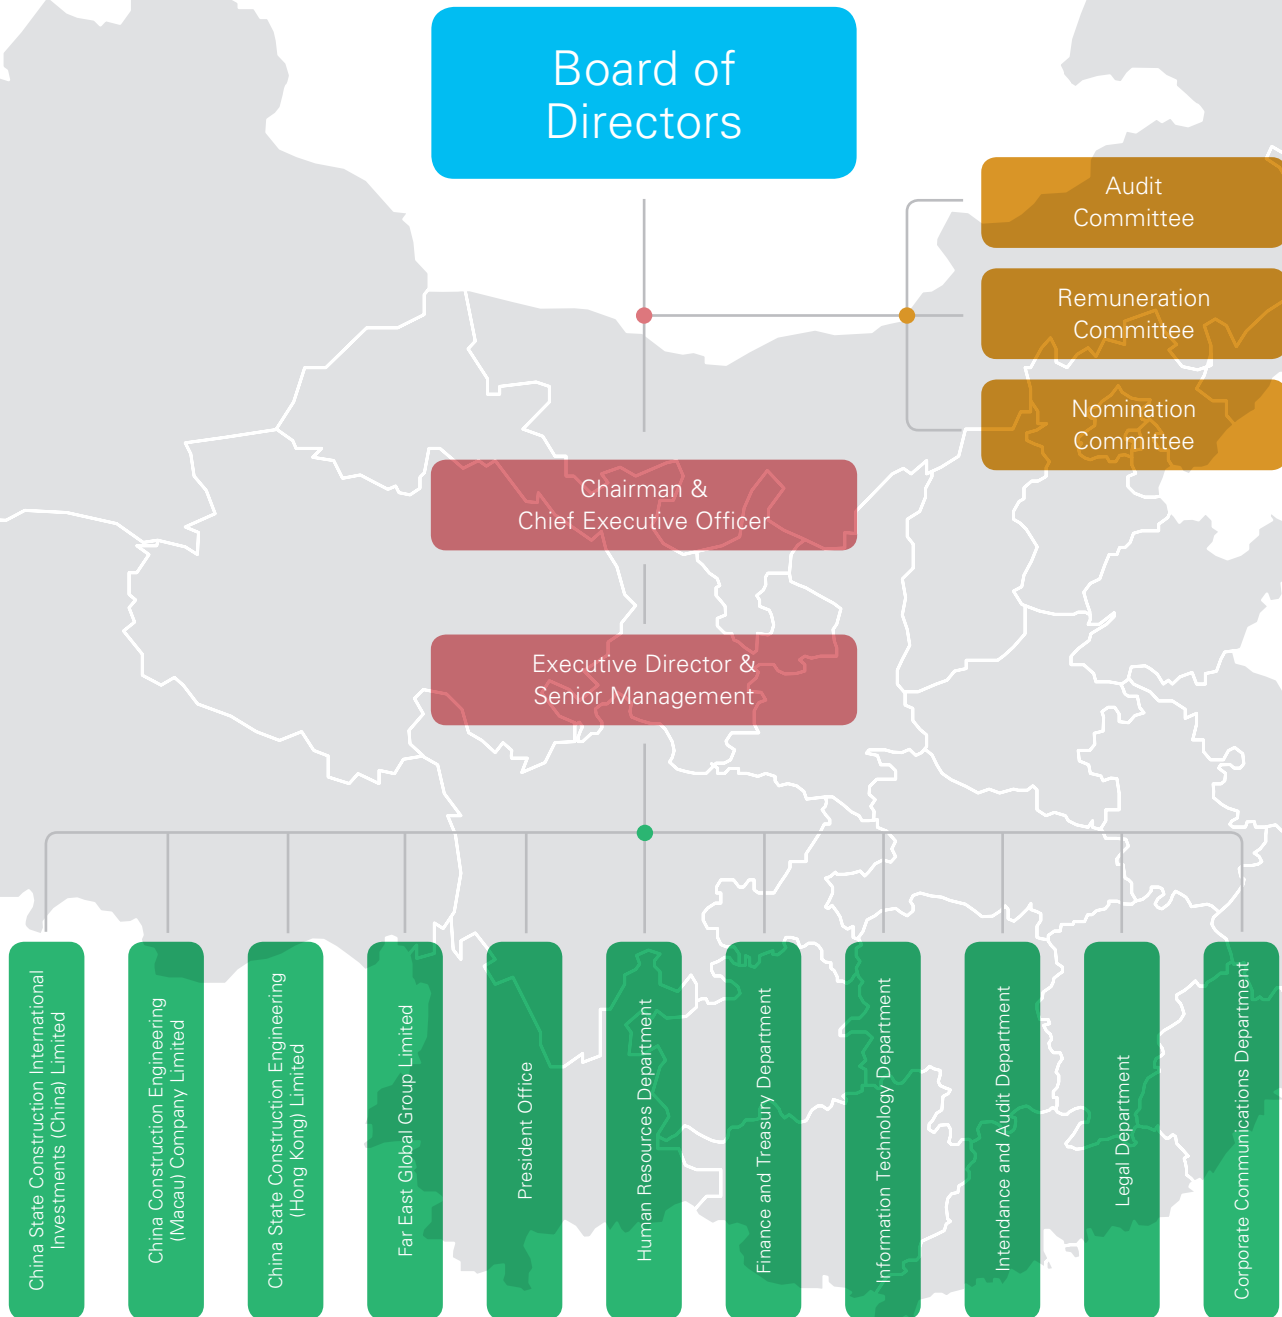 Board of
Directors
Audit
Committee
Remuneration
Committee
Nomination
Committee
Chairman &
Chief Executive Officer
Executive Director &
Senior Management
China State Construction International
Investments (China) Limited
China Construction Engineering
(Macau) Company Limited
China State Construction Engineering
(Hong Kong) Limited
Far East Global Group Limited
President Office
Human Resources Department
Finance and Treasury Department
Information Technology Department
Intendance and Audit Department
Legal Department
Corporate Communications Department